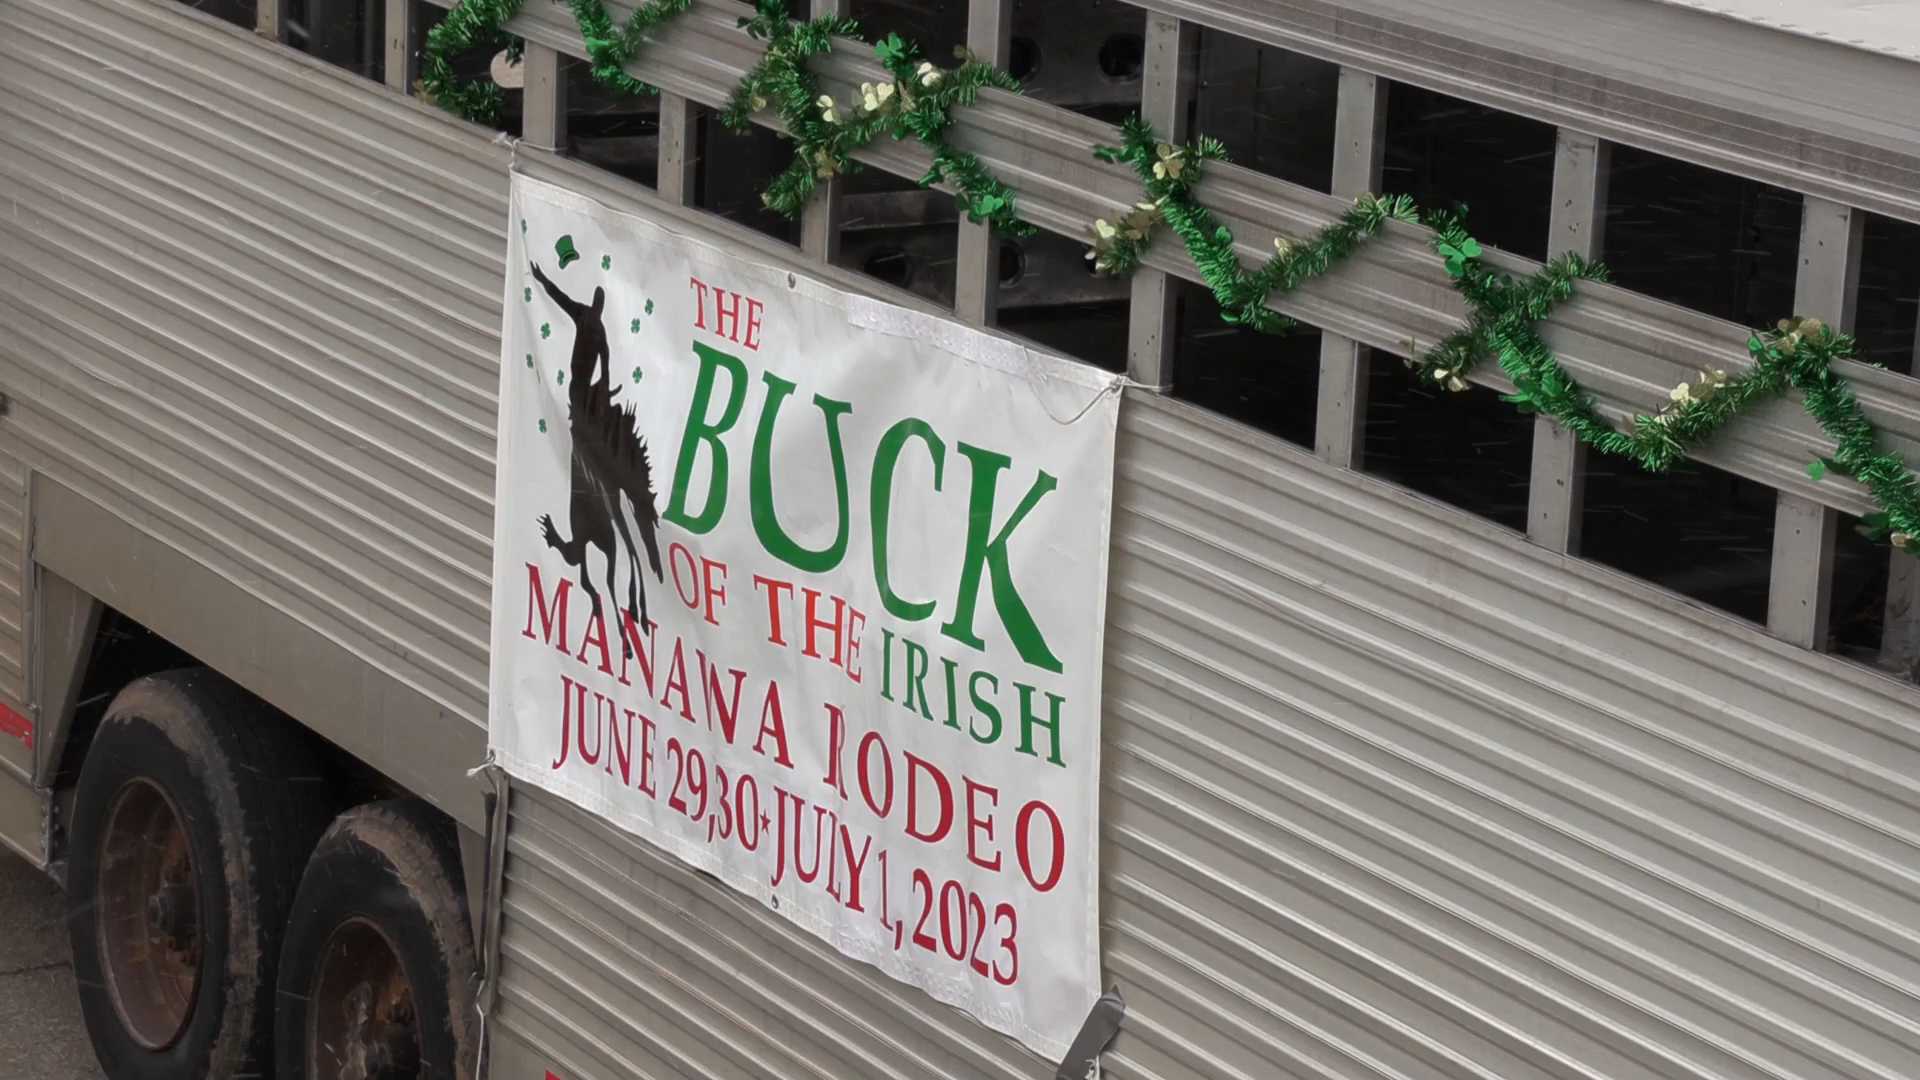 THE
BUCK
OF THE IRISH
MANAWA RODEO
JUNE 29,30★JULY 1, 2023